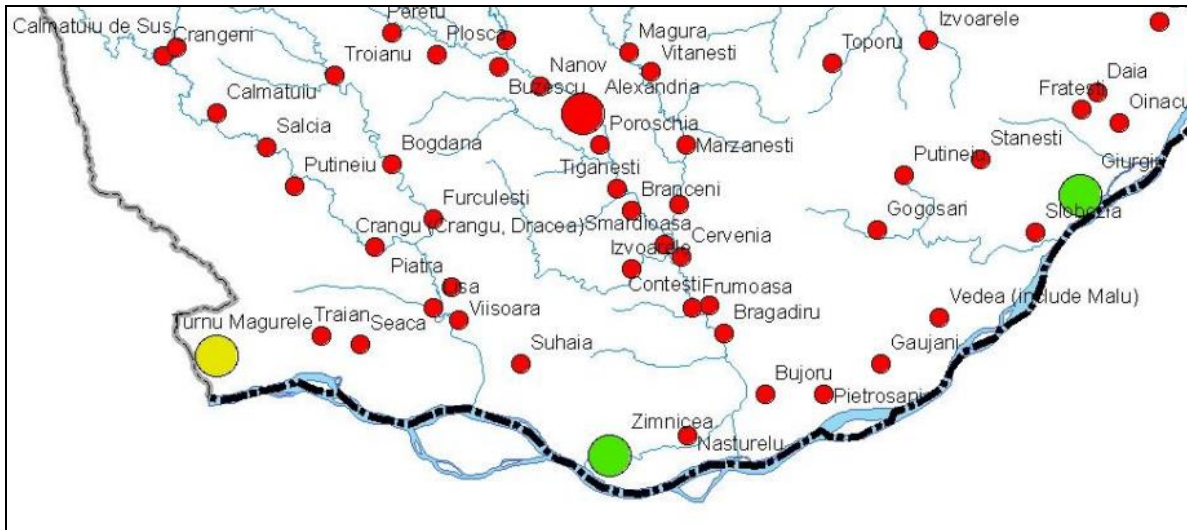 Peretu
Izvoarele
Calmatuiu de Sus
Crangeni
Plosca
Magura
Troianu
Vitanesti
Toporu
Nanov
Daia
Buzescu
Alexandria
Fratesti
Calmatuiu
Oinacu
Salcia
Poroschia
Bogdana
Marzanesti
Stanesti
Putineiu
Tiganesti
Putineiu
Giurgiu
Furculesti
Branceni
Crangu (Crangu, Dracea)
Smardioasa
Gogosari
Slobozia
Izvoarele
Cervenia
Piatra
Lisa
Contesti
Frumoasa
Vedea (include Malu)
Turnu Magurele
Traian
Seaca
Viisoara
Bragadiru
Suhaia
Gaujani
Bujoru
Pietrosani
Zimnicea
Nasturelu